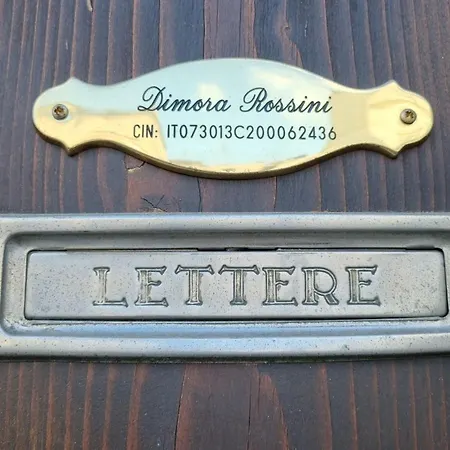 Dimora Rossini
CIN: IT073013C200062436
LETTERE